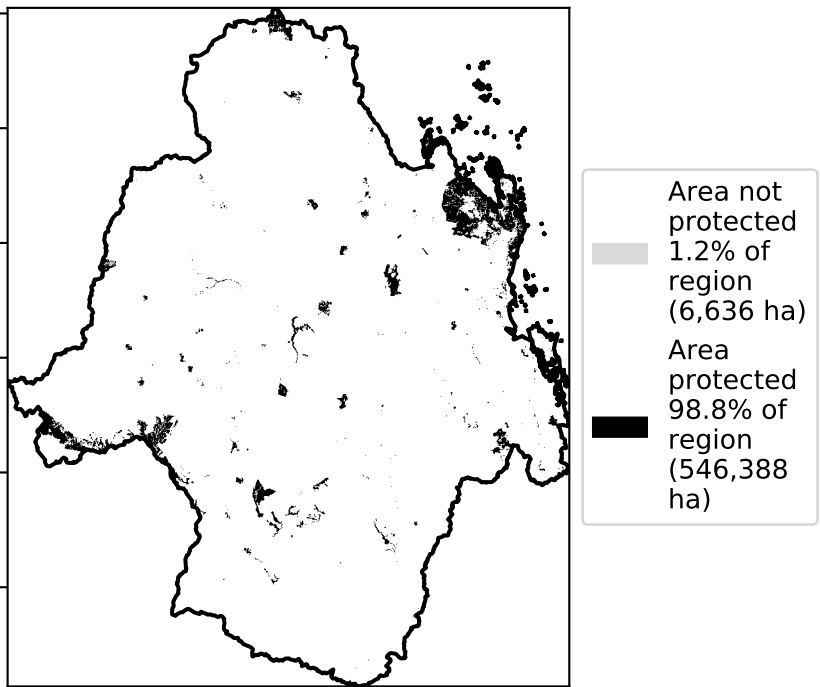 Area not
protected
1.2% of
region
(6,636 ha)
Area
protected
98.8% of
region
(546,388
ha)